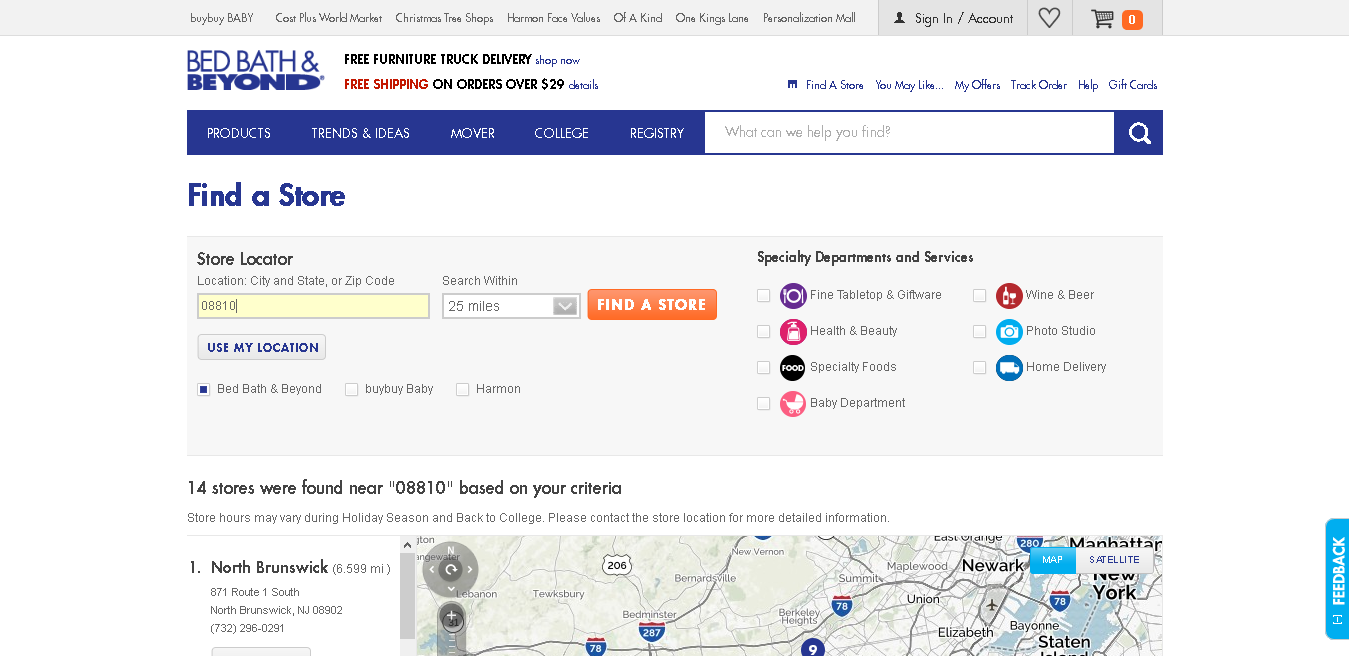 buybuy BABY Cost Plus World Market Christmas Tree Shops Harmon Face Values Of A Kind One Kings Lane Personalization Mall Sign In / Account 0
BED BATH &
BEYOND
FREE FURNITURE TRUCK DELIVERY shop now
FREE SHIPPING ON ORDERS OVER $29 details
Find A Store You May Like... My Offers Track Order Help Gift Cards
PRODUCTS TRENDS & IDEAS MOVER COLLEGE REGISTRY What can we help you find?
Find a Store
Store Locator
Location: City and State, or Zip Code Search Within
08810 25 miles FIND A STORE
USE MY LOCATION
Bed Bath & Beyond buybuy Baby Harmon
Specialty Departments and Services
Fine Tabletop & Giftware Wine & Beer
Health & Beauty Photo Studio
FOOD Specialty Foods Home Delivery
Baby Department
14 stores were found near "08810" based on your criteria
Store hours may vary during Holiday Season and Back to College. Please contact the store location for more detailed information.
1. North Brunswick (6.599 mi )
871 Route 1 South
North Brunswick, NJ 08902
(732) 296-0291
N
31
Lebanon
Tewksbury
206
Bernardsville
New Vernon
Bedminster
287
78
Berkeley
Heights
78
9
Summit
Maplewood
East Orange
280
Newark
Union
Elizabeth
Bayonne
78
Manhattan
New
York
Staten
MAP SATELLITE
FEEDBACK